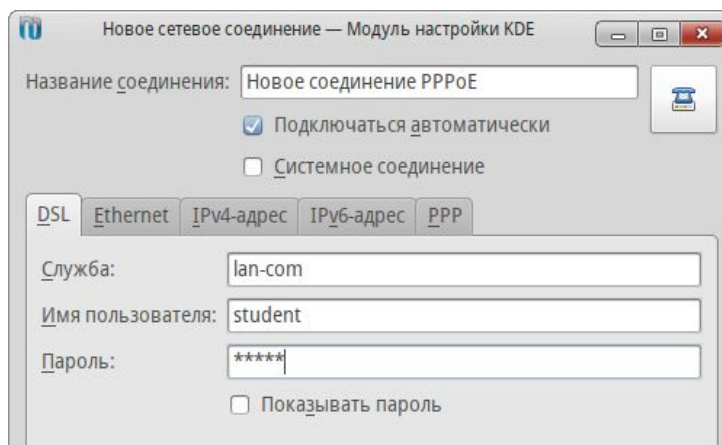 Новое сетевое соединение — Модуль настройки KDE
Название соединения: Новое соединение PPPoE
Подключаться автоматически
Системное соединение
DSL Ethernet IPv4-адрес IPv6-адрес PPP
Служба: lan-com
Имя пользователя: student
Пароль: *****
Показывать пароль